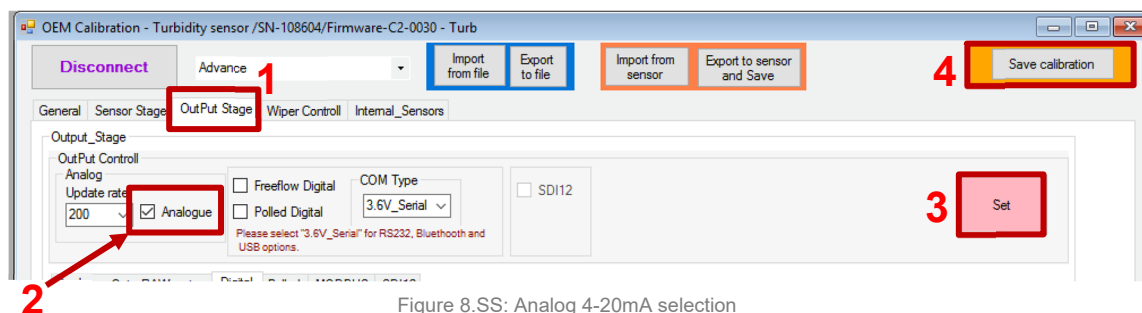 OEM Calibration - Turbidity sensor /SN-108604/Firmware-C2-0030 - Turb
Disconnect
Advance
Import from file
Export to file
Import from sensor
Export to sensor and Save
Save calibration
1
4
General Sensor Stage OutPut Stage Wiper Controll Internal_Sensors
Output_Stage
OutPut Controll
Analog
Update rate
200
Analogue
Freeflow Digital
Polled Digital
COM Type
3.6V_Serial
Please select "3.6V_Serial" for RS232, Bluethooth and
USB options.
SDI12
3
Set
2
Figure 8.SS: Analog 4-20mA selection